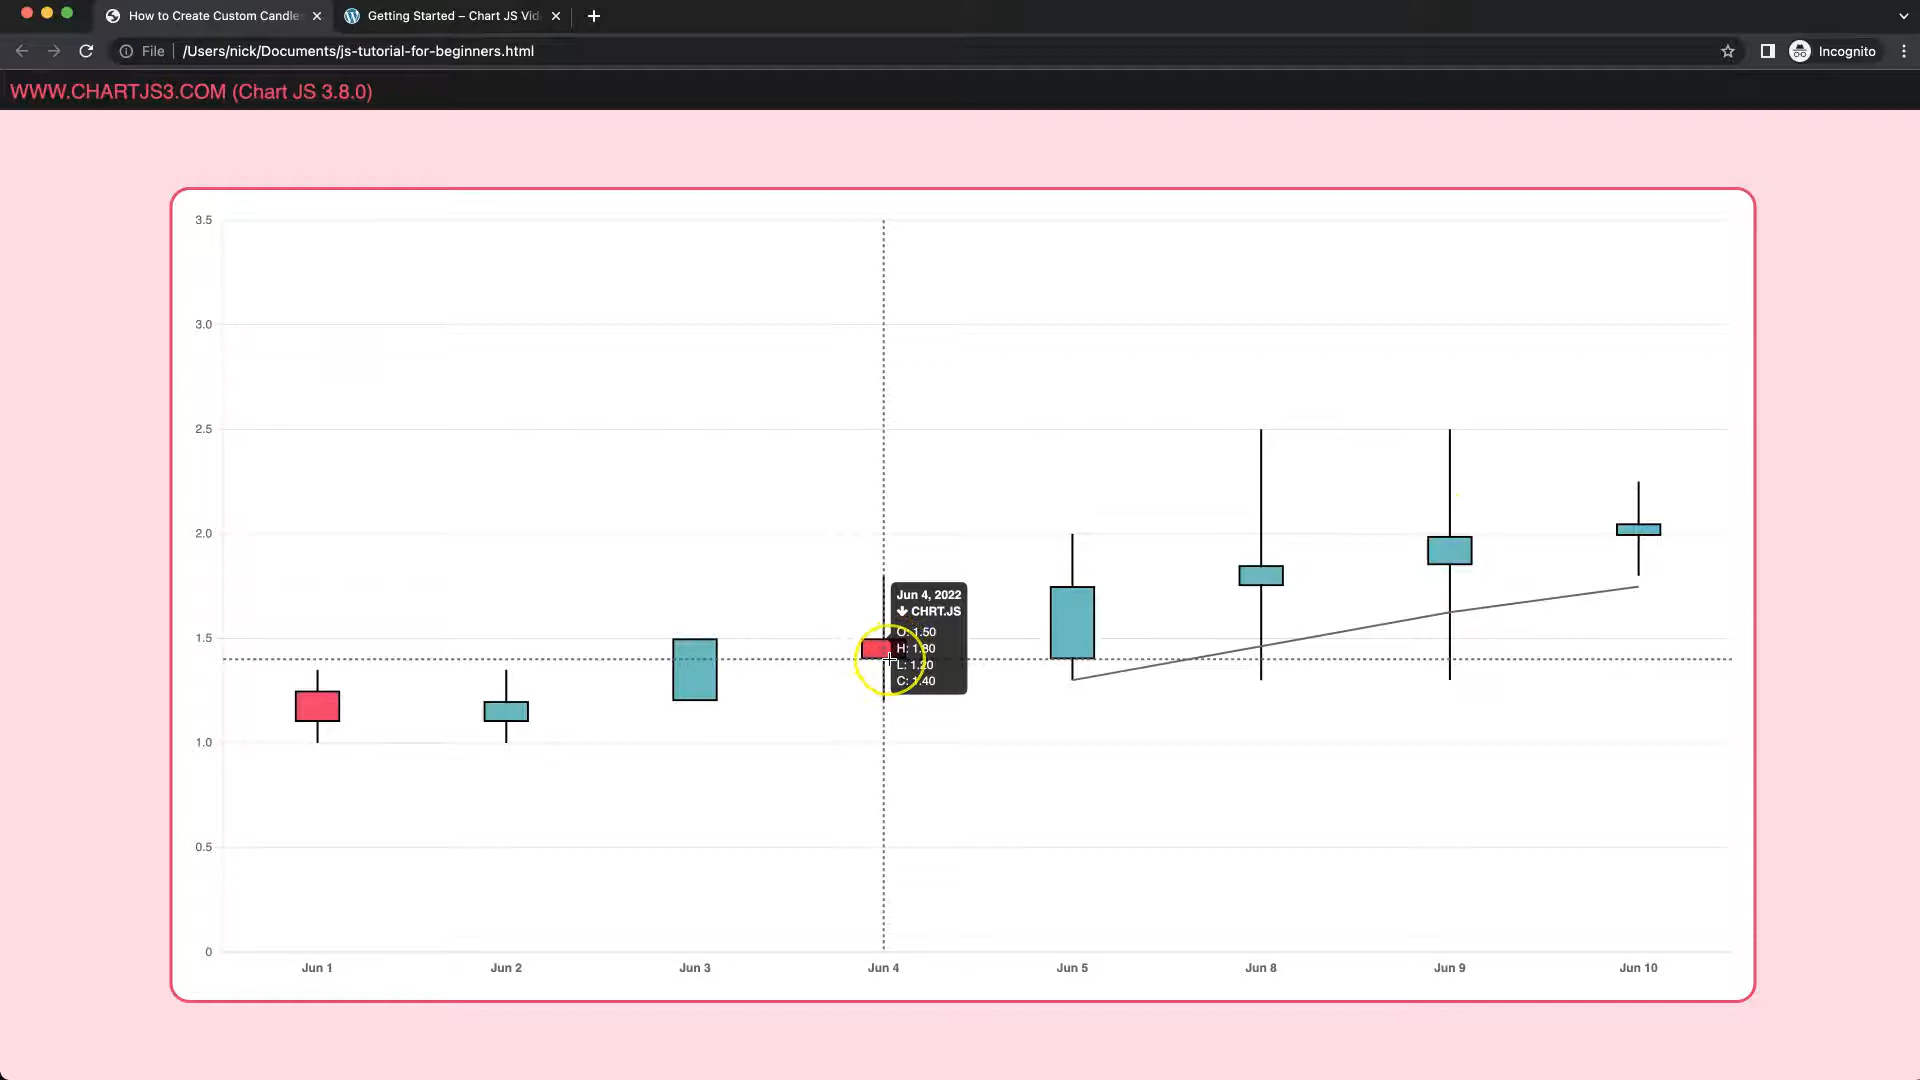 How to Create Custom Candle
Getting Started – Chart JS Vid
File
/Users/nick/Documents/js-tutorial-for-beginners.html
Incognito
WWW.CHARTJS3.COM (Chart JS 3.8.0)
3.5
3.0
2.5
2.0
1.5
1.0
0.5
0
Jun 4, 2022
CHRT.JS
O: 1.50
H: 1.80
L: 1.20
C: 1.40
Jun 1
Jun 2
Jun 3
Jun 4
Jun 5
Jun 8
Jun 9
Jun 10